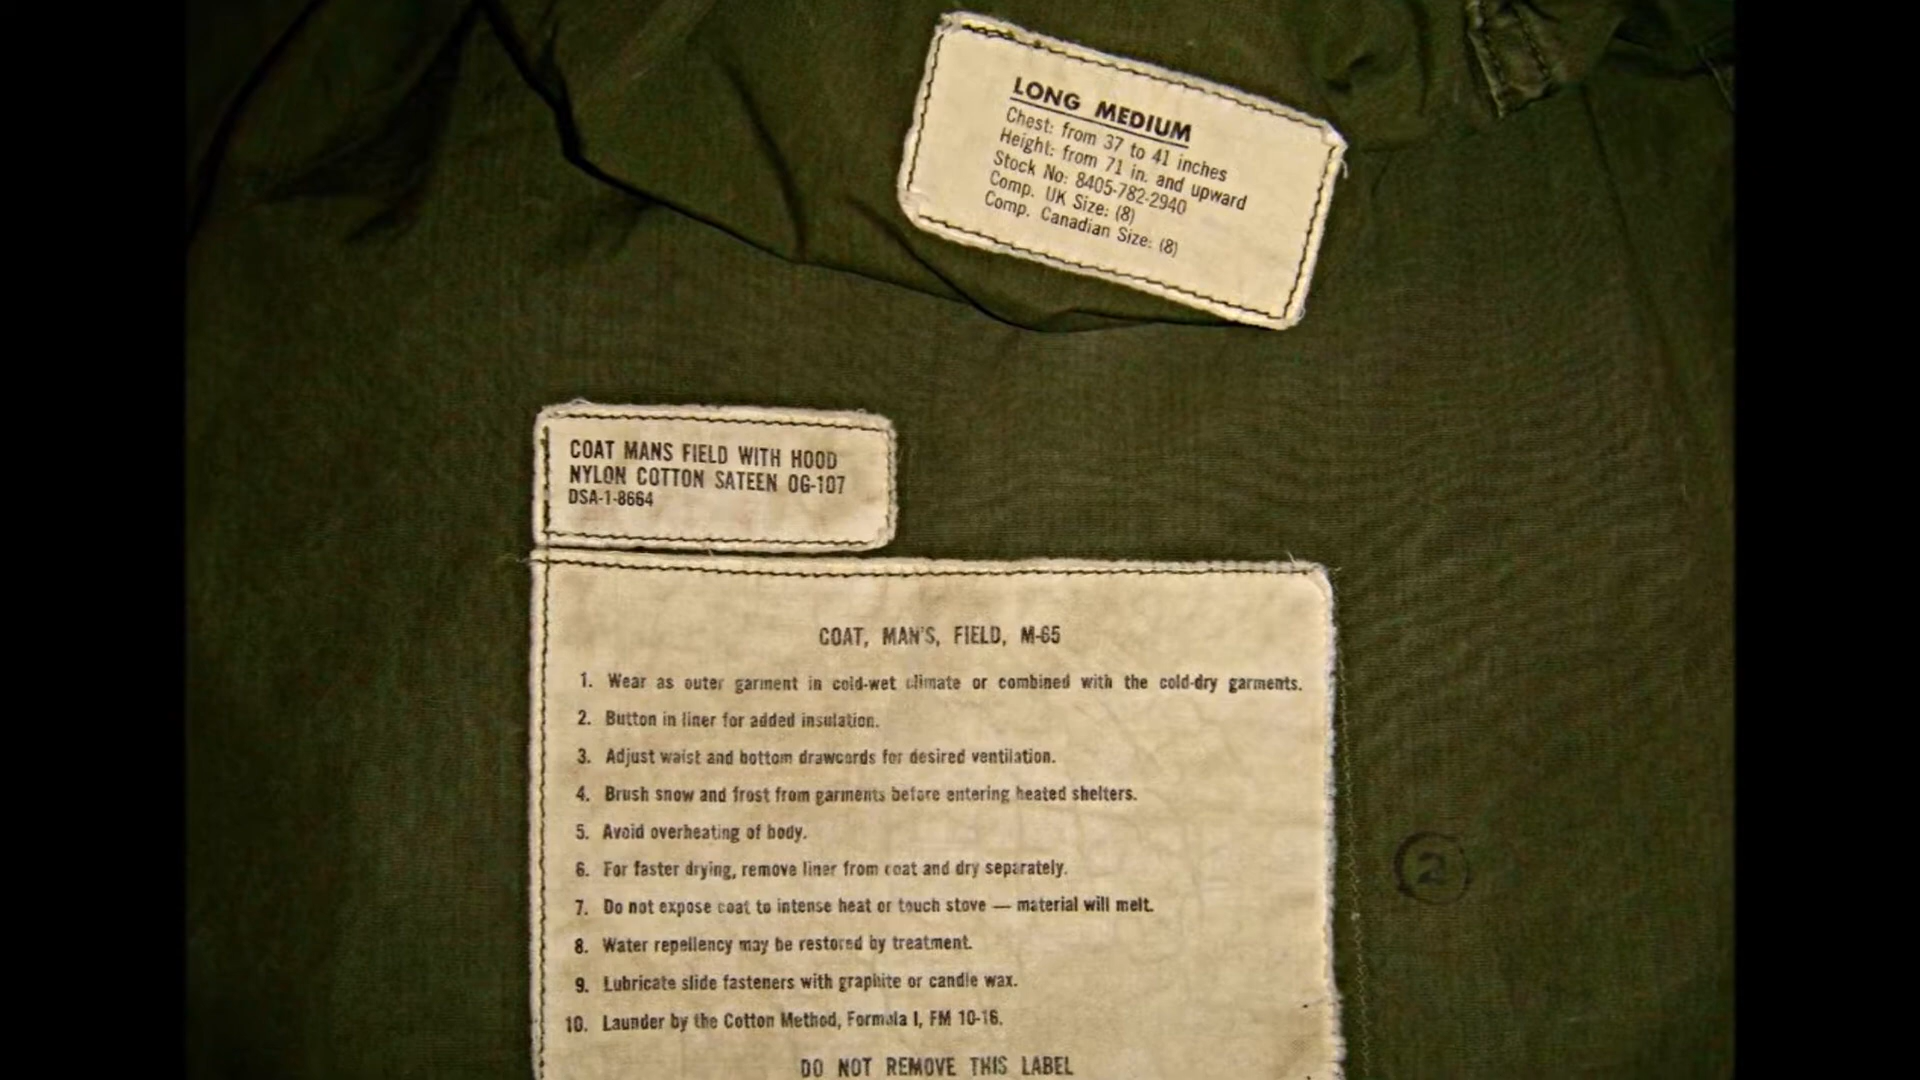 LONG MEDIUM
Chest: from 37 to 41 inches
Height: from 71 in. and upward
Stock No: 8405-782-2940
Comp. UK Size: (8)
Comp. Canadian Size: (8)
COAT MANS FIELD WITH HOOD
NYLON COTTON SATEEN OG-107
DSA-1-8664
COAT, MAN'S, FIELD, M-65
1. Wear as outer garment in cold-wet climate or combined with the cold-dry garments.
2. Button in liner for added insulation.
3. Adjust waist and bottom drawcords for desired ventilation.
4. Brush snow and frost from garments before entering heated shelters.
5. Avoid overheating of body.
6. For faster drying, remove liner from coat and dry separately.
7. Do not expose coat to intense heat or touch stove — material will melt.
8. Water repellency may be restored by treatment.
9. Lubricate slide fasteners with graphite or candle wax.
10. Launder by the Cotton Method, Formula I, FM 10-16.
DO NOT REMOVE THIS LABEL
2